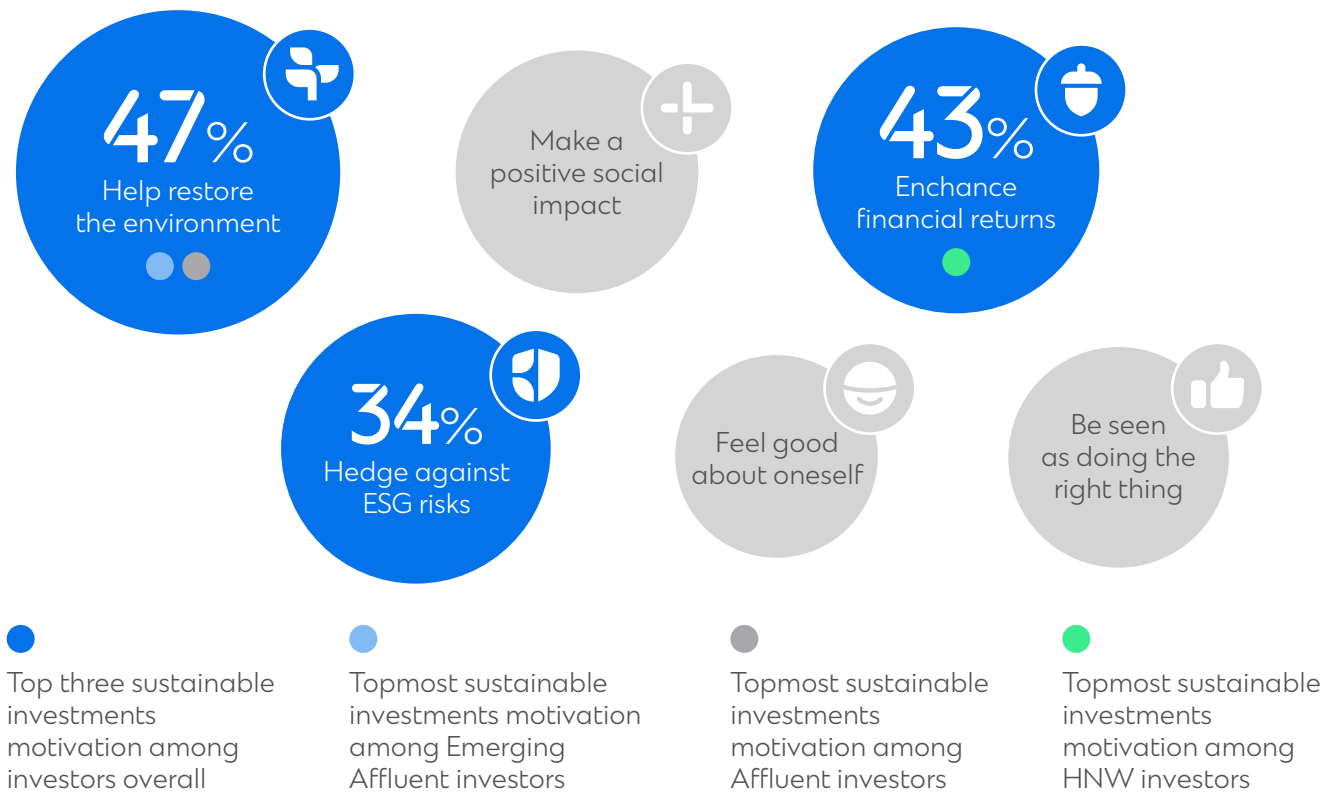 47%
Help restore
the environment
Make a
positive social
impact
43%
Enchance
financial returns
34%
Hedge against
ESG risks
Feel good
about oneself
Be seen
as doing the
right thing
Top three sustainable
investments
motivation among
investors overall
Topmost sustainable
investments motivation
among Emerging
Affluent investors
Topmost sustainable
investments
motivation among
Affluent investors
Topmost sustainable
investments
motivation among
HNW investors